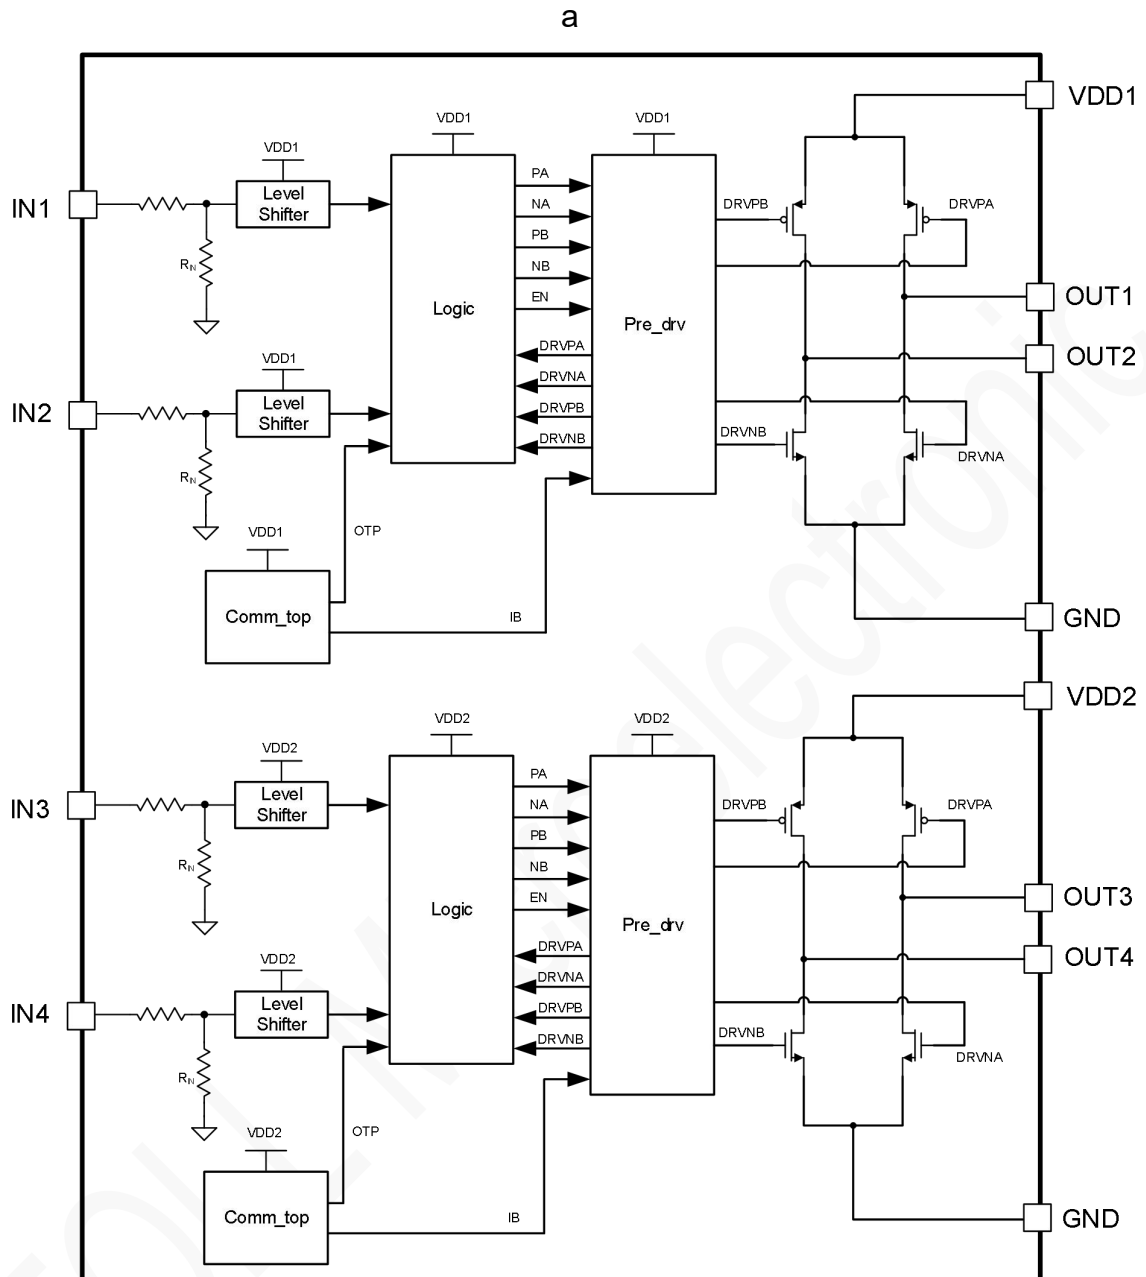 a
VDD1
IN1
VDD1
Level
Shifter
RIN
VDD1
Logic
PA
NA
PB
NB
EN
DRVPA
DRVNA
DRVPB
DRVNB
VDD1
Pre_drv
DRVPB
DRVPA
OUT1
OUT2
DRVNB
DRVNA
IN2
VDD1
Level
Shifter
RIN
VDD1
Comm_top
OTP
IB
GND
VDD2
IN3
VDD2
Level
Shifter
RIN
VDD2
Logic
PA
NA
PB
NB
EN
DRVPA
DRVNA
DRVPB
DRVNB
VDD2
Pre_drv
DRVPB
DRVPA
OUT3
OUT4
DRVNB
DRVNA
IN4
VDD2
Level
Shifter
RIN
VDD2
Comm_top
OTP
IB
GND